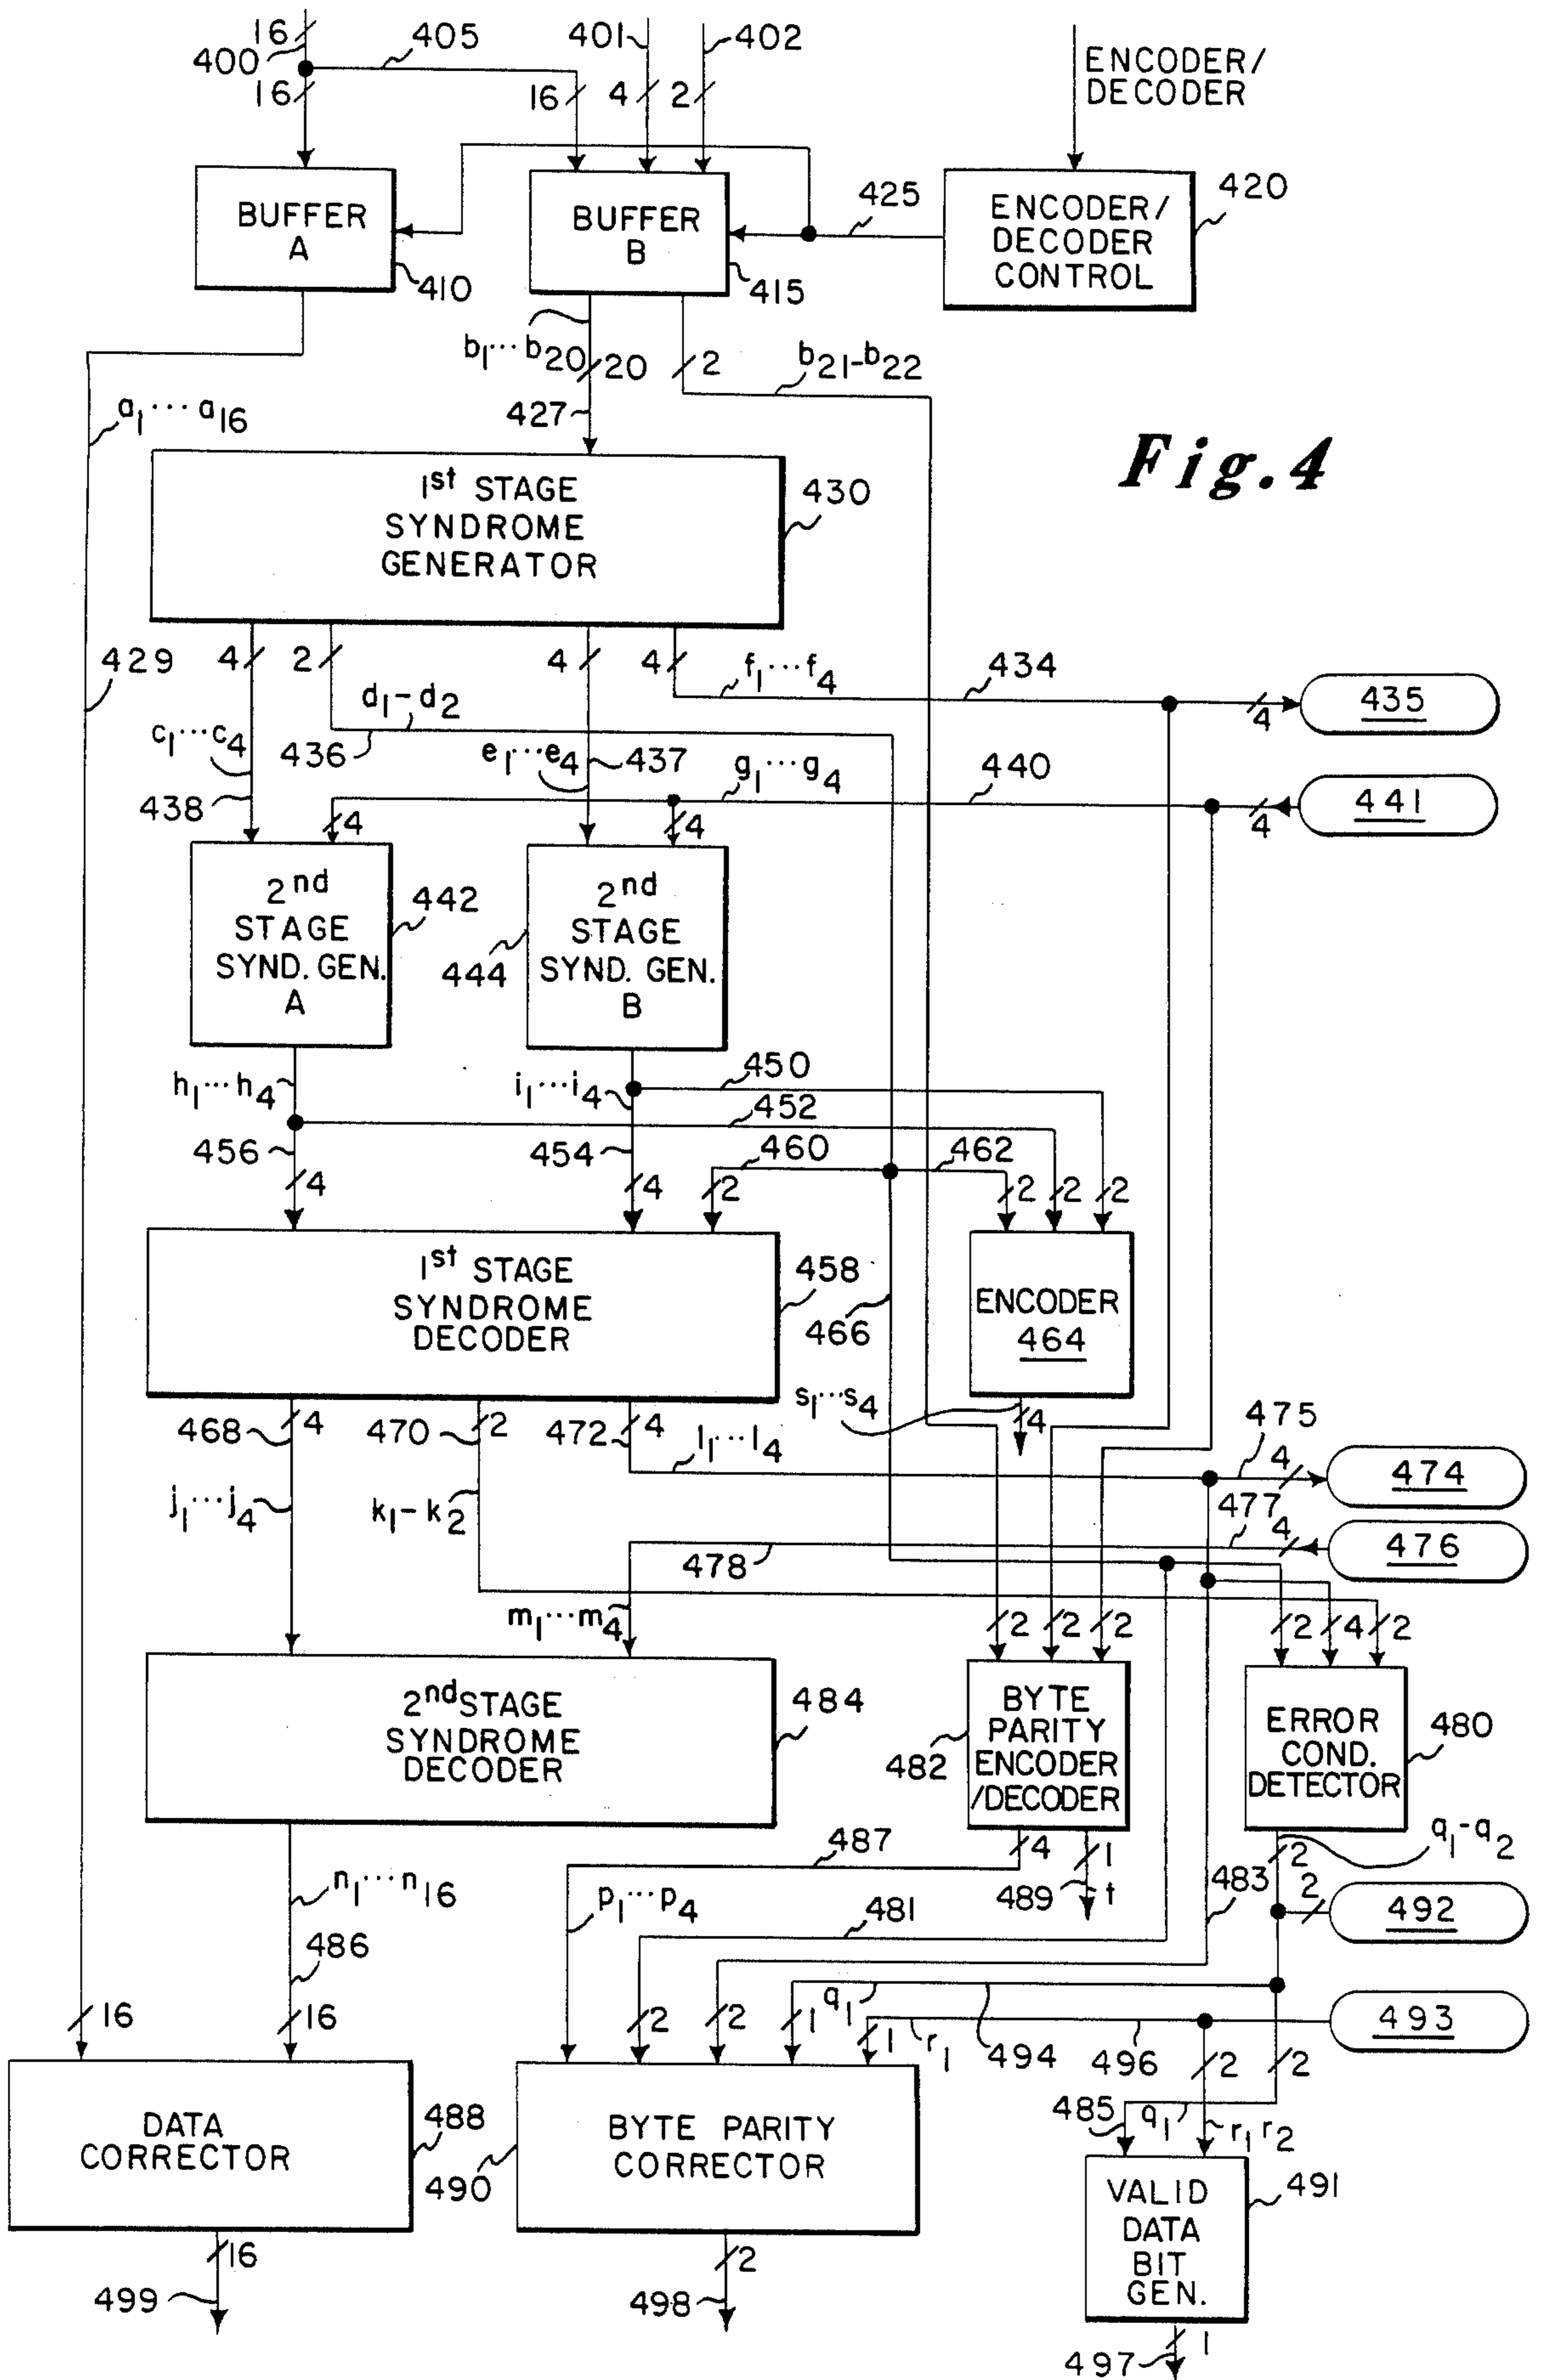 16
400
16
405
16
401
4
402
2
ENCODER/
DECODER
BUFFER
A
410
BUFFER
B
415
425
ENCODER/
DECODER
CONTROL
420
b1...b20
20
2
b21-b22
427
a1...a16
Fig.4
1st STAGE
SYNDROME
GENERATOR
430
429
4
2
4
4
f1...f4
434
4
435
d1-d2
c1...c4
436
e1...e4
437
g1...g4
440
4
441
438
4
4
2nd
STAGE
SYND. GEN.
A
442
444
2nd
STAGE
SYND. GEN.
B
h1...h4
i1...i4
450
452
456
4
454
4
460
2
462
2
2
2
1st STAGE
SYNDROME
DECODER
458
466
ENCODER
464
s1...s4
4
468
4
470
2
472
4
l1...l4
475
4
474
j1...j4
k1-k2
477
4
476
478
m1...m4
2
2
2
2
4
2
2nd STAGE
SYNDROME
DECODER
484
482
BYTE
PARITY
ENCODER
/DECODER
ERROR
COND.
DETECTOR
480
487
4
1
489
t
q1-q2
2
483
2
492
n1...n16
p1...p4
481
486
16
16
2
2
q1
1
1
r1
494
496
493
2
2
485
q1
r1 r2
DATA
CORRECTOR
488
490
BYTE PARITY
CORRECTOR
VALID
DATA
BIT
GEN.
491
16
499
2
498
1
497